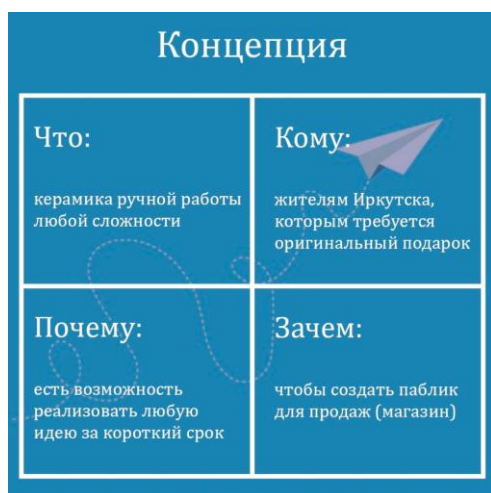 Концепция
Что:
керамика ручной работы
любой сложности
Кому:
жителям Иркутска,
которым требуется
оригинальный подарок
Почему:
есть возможность
реализовать любую
идею за короткий срок
Зачем:
чтобы создать паблик
для продаж (магазин)